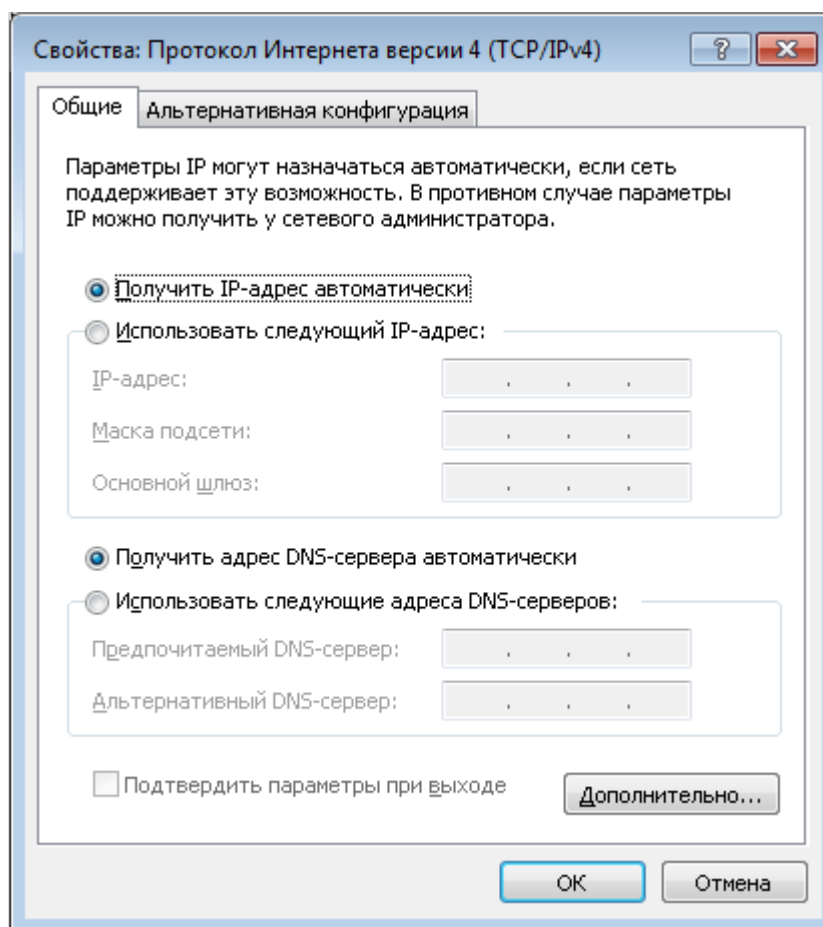 Свойства: Протокол Интернета версии 4 (TCP/IPv4)
Общие
Альтернативная конфигурация
Параметры IP могут назначаться автоматически, если сеть
поддерживает эту возможность. В противном случае параметры
IP можно получить у сетевого администратора.
Получить IP-адрес автоматически
Использовать следующий IP-адрес:
IP-адрес:
Маска подсети:
Основной шлюз:
Получить адрес DNS-сервера автоматически
Использовать следующие адреса DNS-серверов:
Предпочитаемый DNS-сервер:
Альтернативный DNS-сервер:
Подтвердить параметры при выходе
Дополнительно...
ОК
Отмена